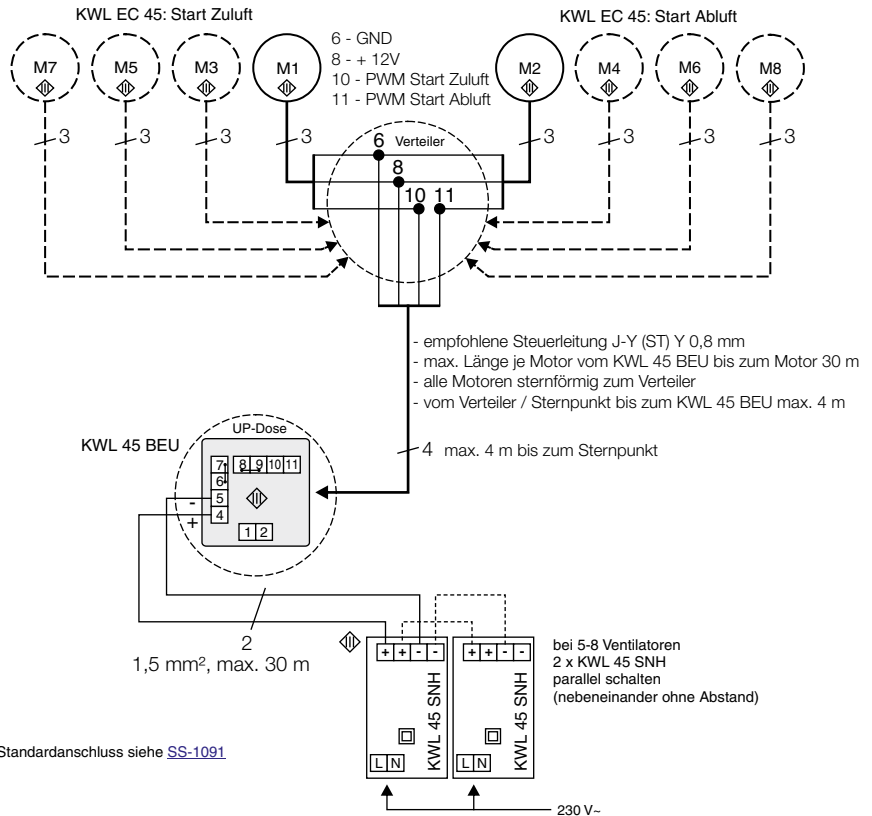 KWL EC 45: Start Zuluft
KWL EC 45: Start Abluft
M7
M5
M3
M1
6 - GND
8 - + 12V
10 - PWM Start Zuluft
11 - PWM Start Abluft
M2
M4
M6
M8
3
3
3
3
3
3
3
3
6 Verteiler
8
10 11
- empfohlene Steuerleitung J-Y (ST) Y 0,8 mm
- max. Länge je Motor vom KWL 45 BEU bis zum Motor 30 m
- alle Motoren sternförmig zum Verteiler
- vom Verteiler / Sternpunkt bis zum KWL 45 BEU max. 4 m
4 max. 4 m bis zum Sternpunkt
KWL 45 BEU
UP-Dose
7 8 9 10 11
6
- 5
+ 4
1 2
2
1,5 mm², max. 30 m
+ + - -
+ + - -
KWL 45 SNH
KWL 45 SNH
L N
L N
bei 5-8 Ventilatoren
2 x KWL 45 SNH
parallel schalten
(nebeneinander ohne Abstand)
Standardanschluss siehe SS-1091
230 V~